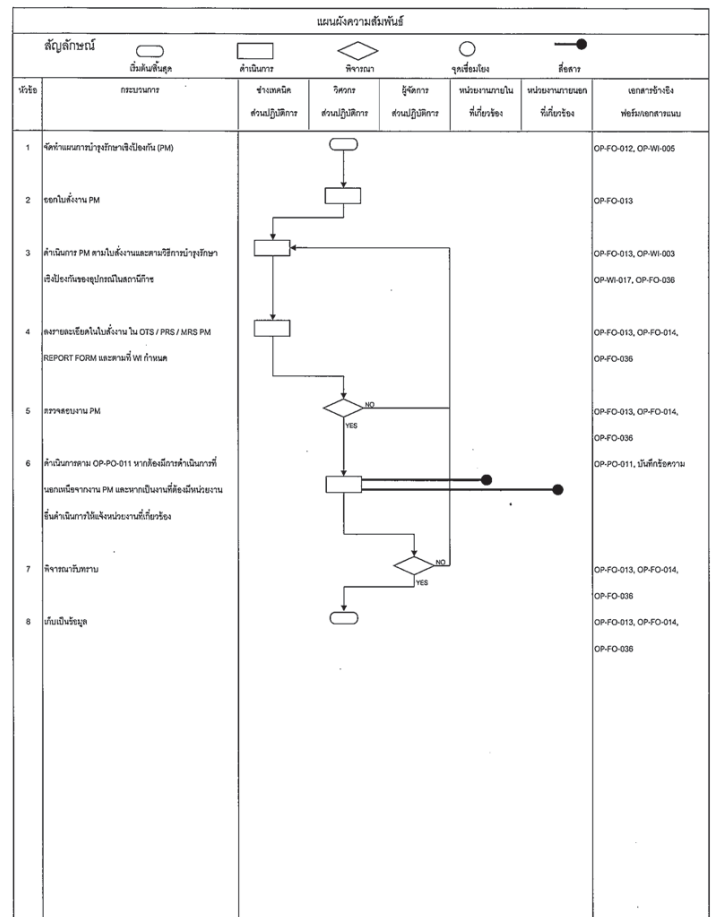 แผนผังความสัมพันธ์
สัญลักษณ์
เริ่มต้น/สิ้นสุด ดำเนินการ พิจารณา จุดเชื่อมโยง สื่อสาร
หัวข้อ กระบวนการ ช่างเทคนิค วิศวกร ผู้จัดการ หน่วยงานภายใน หน่วยงานภายนอก เอกสารอ้างอิง
ส่วนปฏิบัติการ ส่วนปฏิบัติการ ส่วนปฏิบัติการ ที่เกี่ยวข้อง ที่เกี่ยวข้อง ฟอร์ม/เอกสารแนบ
1 จัดทำแผนการบำรุงรักษาเชิงป้องกัน (PM) OP-FO-012, OP-WI-005
2 ออกใบสั่งงาน PM OP-FO-013
3 ดำเนินการ PM ตามใบสั่งงานและตามวิธีการบำรุงรักษา OP-FO-013, OP-WI-003
เชิงป้องกันของอุปกรณ์ในสถานีก๊าซ OP-WI-017, OP-FO-036
4 ลงรายละเอียดในใบสั่งงาน ใน OTS / PRS / MRS PM OP-FO-013, OP-FO-014,
REPORT FORM และตามที่ WI กำหนด OP-FO-036
5 ตรวจสอบงาน PM NO OP-FO-013, OP-FO-014,
YES
OP-FO-036
6 ดำเนินการตาม OP-PO-011 หากต้องมีการดำเนินการที่ OP-PO-011, บันทึกข้อความ
นอกเหนือจากงาน PM และหากเป็นงานที่ต้องมีหน่วยงาน
อื่นดำเนินการให้แจ้งหน่วยงานที่เกี่ยวข้อง
7 พิจารณารับทราบ NO OP-FO-013, OP-FO-014,
YES
OP-FO-036
8 เก็บเป็นข้อมูล OP-FO-013, OP-FO-014,
OP-FO-036